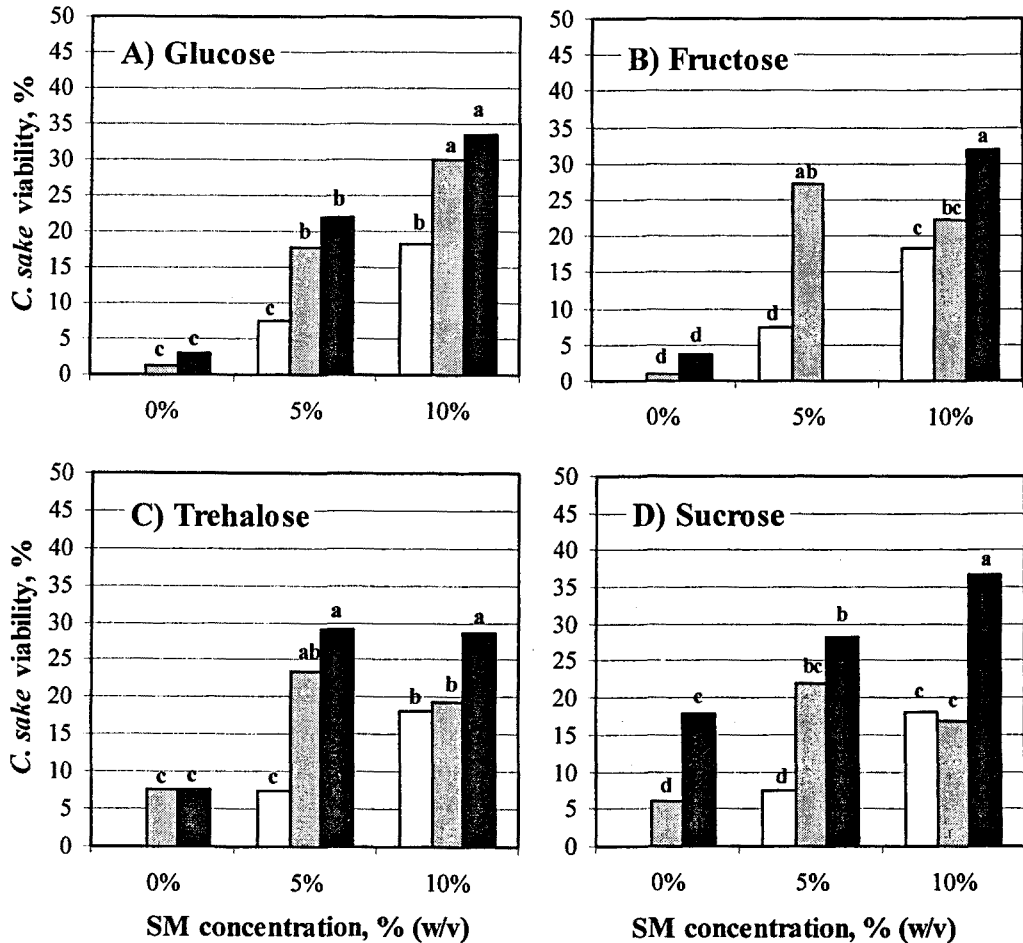 A) Glucose
C. sake viability, %
50
45
40
35
30
25
20
15
10
5
0
c
c
c
b
b
b
a
a
0%
5%
10%
B) Fructose
50
45
40
35
30
25
20
15
10
5
0
d
d
d
ab
c
bc
a
0%
5%
10%
C) Trehalose
C. sake viability, %
50
45
40
35
30
25
20
15
10
5
0
c
c
c
ab
a
b
b
a
0%
5%
10%
SM concentration, % (w/v)
D) Sucrose
50
45
40
35
30
25
20
15
10
5
0
d
c
d
bc
b
c
c
a
0%
5%
10%
SM concentration, % (w/v)